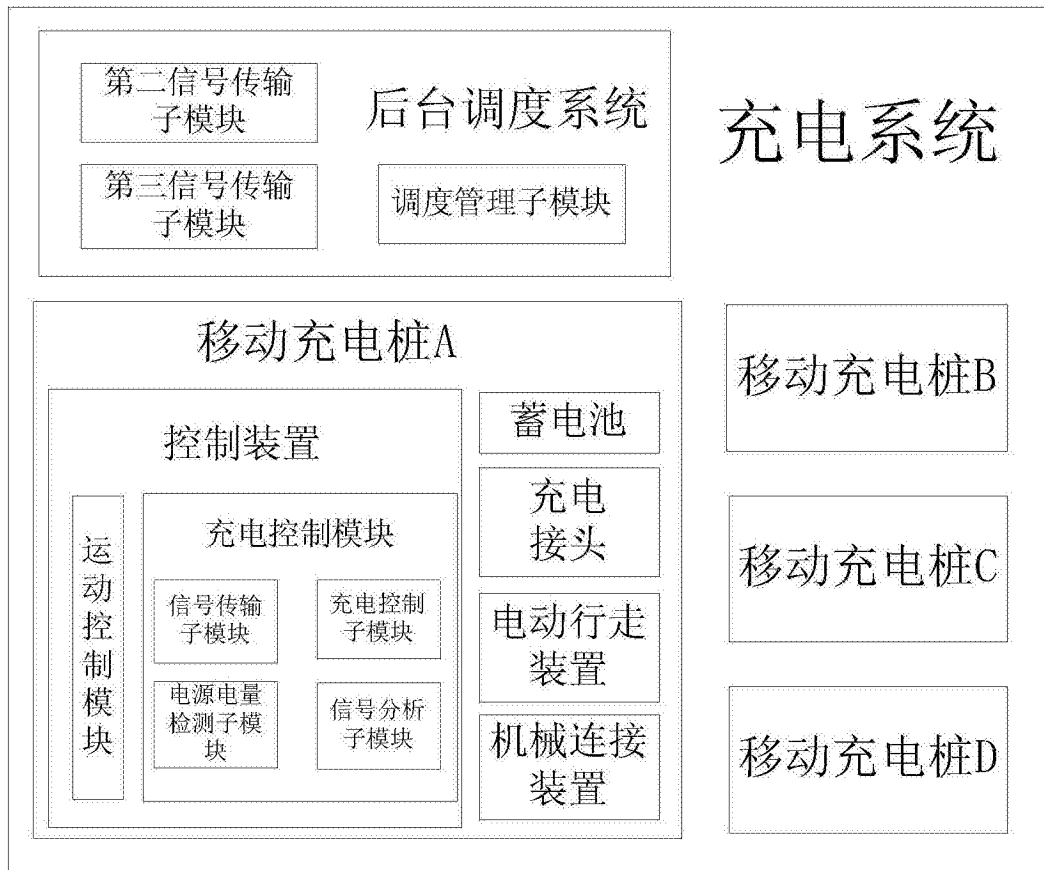 充电系统
后台调度系统
第二信号传输
子模块
第三信号传输
子模块
调度管理子模块
移动充电桩A
控制装置
运动控制模块
充电控制模块
信号传输
子模块
充电控制
子模块
电源电量
检测子模
块
信号分析
子模块
蓄电池
充电
接头
电动行走
装置
机械连接
装置
移动充电桩B
移动充电桩C
移动充电桩D